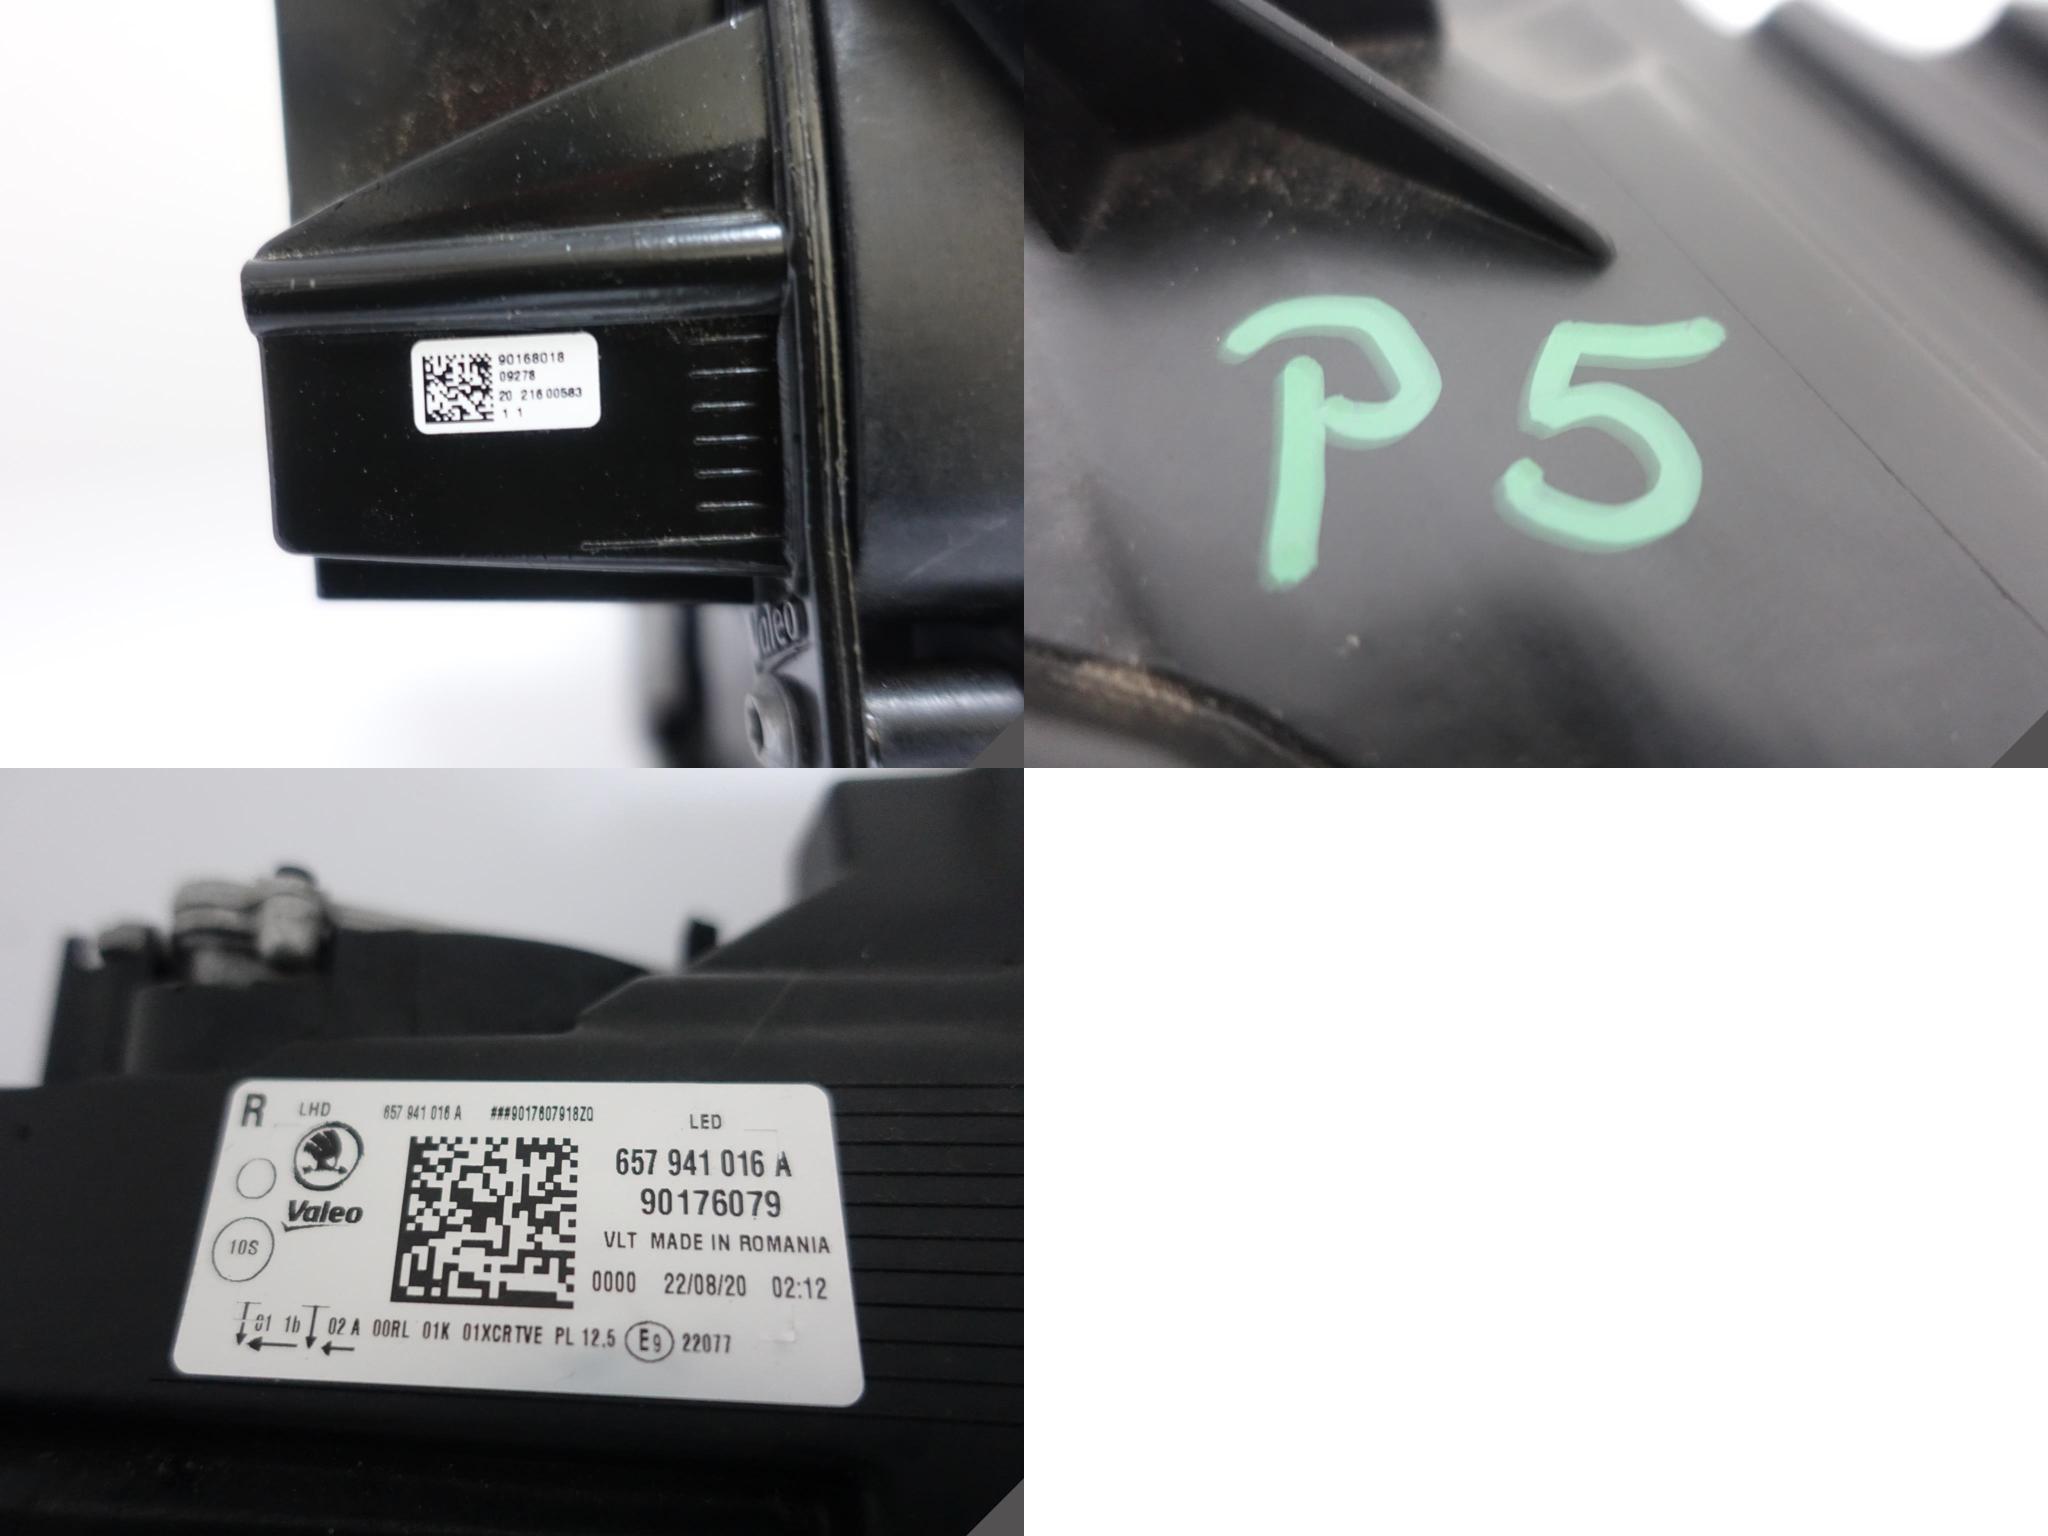 90168018
09278
20 21600583
1 1
Valeo
P5
R LHD 657 941 016 A ###9017607918ZQ
LED
657 941 016 A
Valeo
90176079
10S
VLT MADE IN ROMANIA
0000 22/08/20 02:12
01 1b 02 A 00RL 01K 01XCRTVE PL 12,5 E9 22077